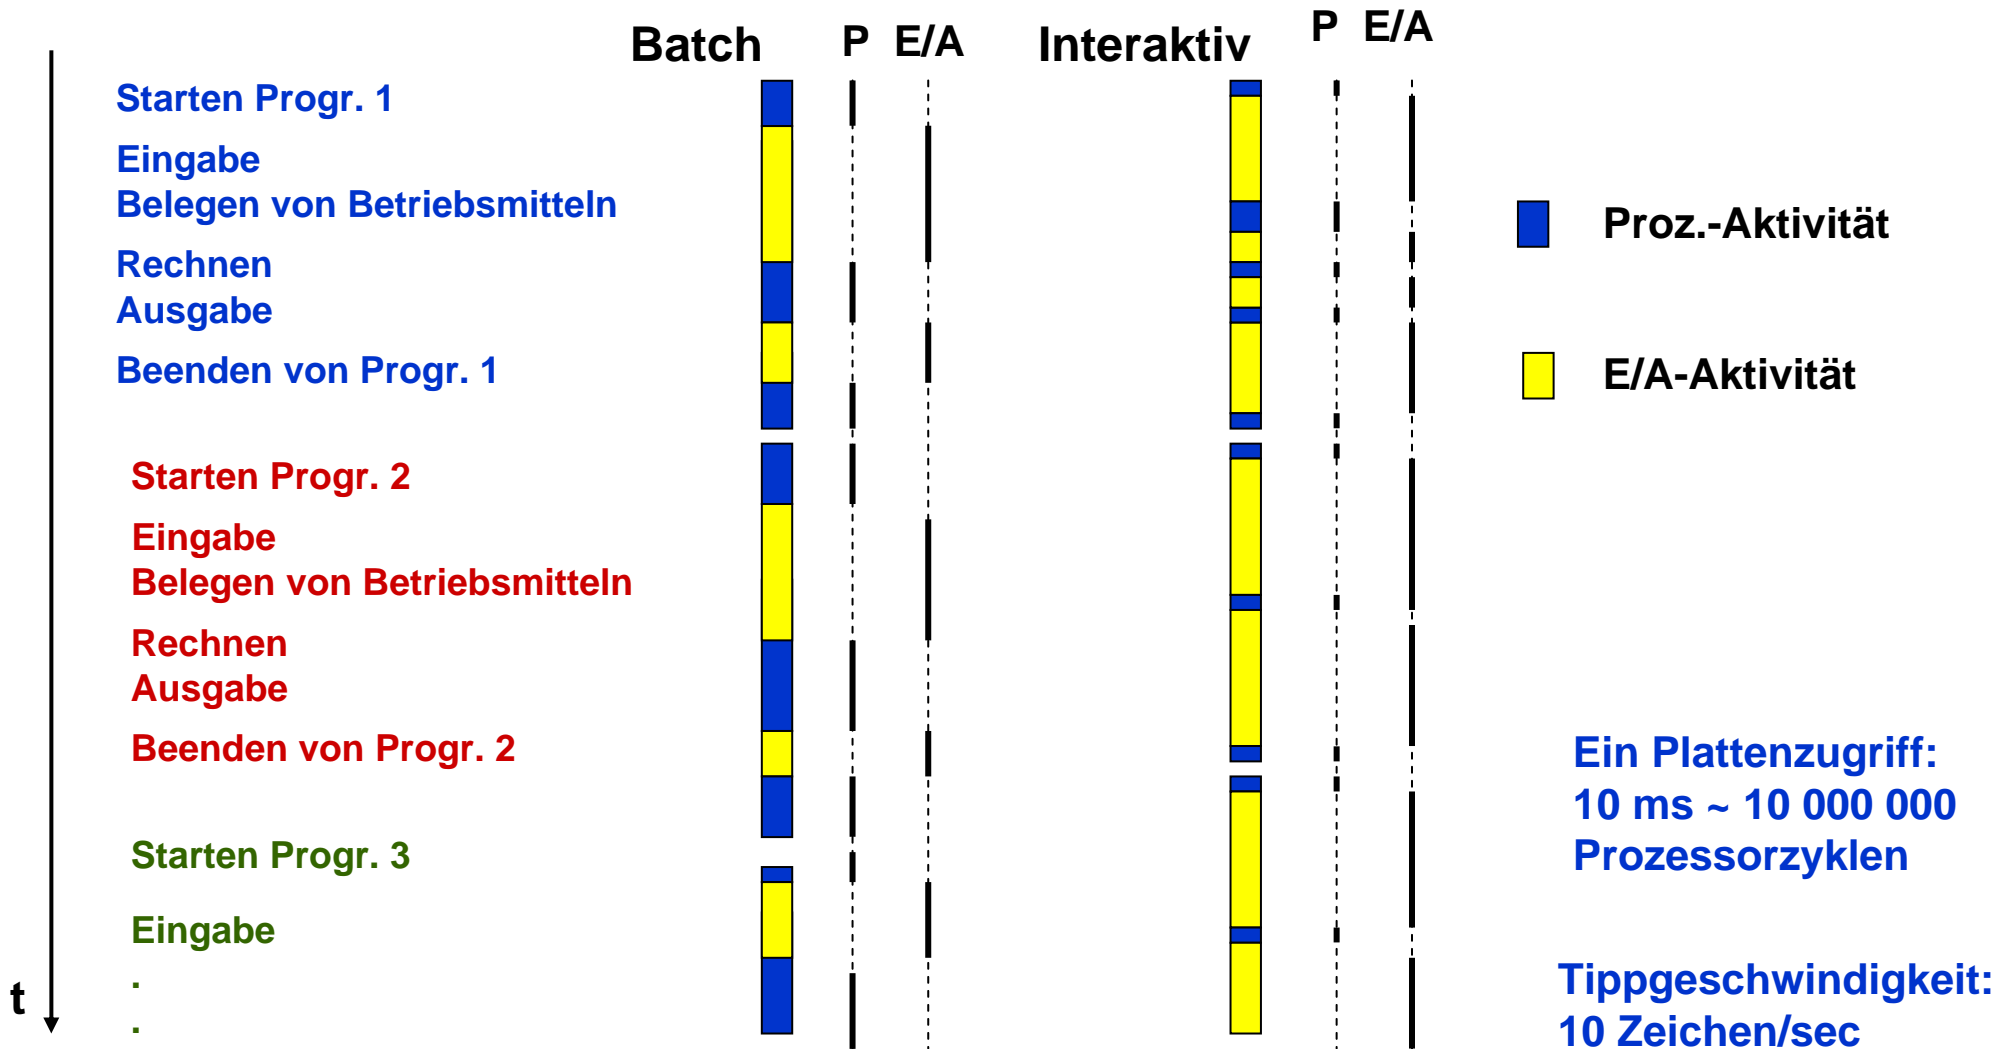 Batch P E/A Interaktiv P E/A
Starten Progr. 1
Eingabe
Belegen von Betriebsmitteln
Rechnen
Ausgabe
Beenden von Progr. 1
Starten Progr. 2
Eingabe
Belegen von Betriebsmitteln
Rechnen
Ausgabe
Beenden von Progr. 2
Starten Progr. 3
Eingabe
.
.
t
Proz.-Aktivität
E/A-Aktivität
Ein Plattenzugriff:
10 ms ~ 10 000 000
Prozessorzyklen
Tippgeschwindigkeit:
10 Zeichen/sec